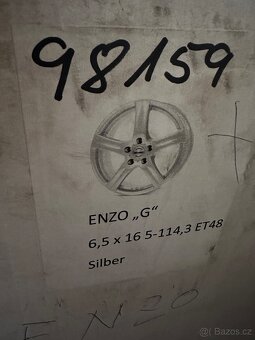 98159
ENZO „G“
6,5 x 16 5-114,3 ET48
Silber
ENZO
Bazos.cz